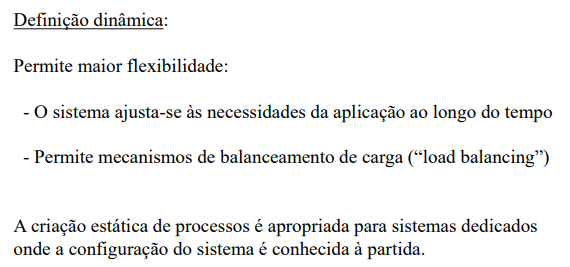 Definição dinâmica:
Permite maior flexibilidade:
- O sistema ajusta-se às necessidades da aplicação ao longo do tempo
- Permite mecanismos de balanceamento de carga (“load balancing”)
A criação estática de processos é apropriada para sistemas dedicados
onde a configuração do sistema é conhecida à partida.